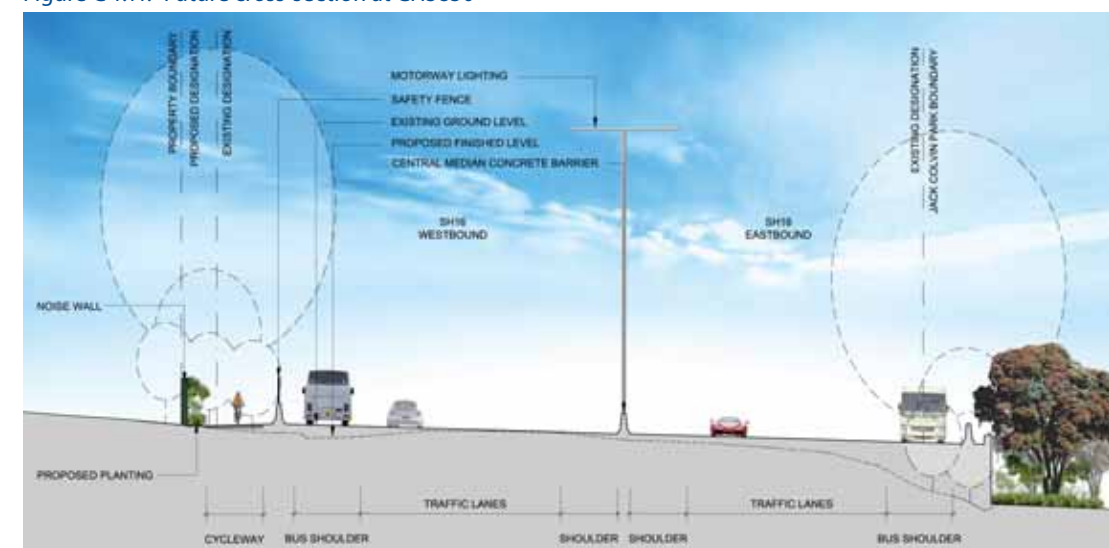 PROPERTY BOUNDARY
PROPOSED DESIGNATION
EXISTING DESIGNATION
MOTORWAY LIGHTING
SAFETY FENCE
EXISTING GROUND LEVEL
PROPOSED FINISHED LEVEL
CENTRAL MEDIAN CONCRETE BARRIER
EXISTING DESIGNATION
JACK COLVIN PARK BOUNDARY
SH16
WESTBOUND
SH16
EASTBOUND
NOISE WALL
PROPOSED PLANTING
TRAFFIC LANES
TRAFFIC LANES
CYCLEWAY
BUS SHOULDER
SHOULDER
SHOULDER
BUS SHOULDER